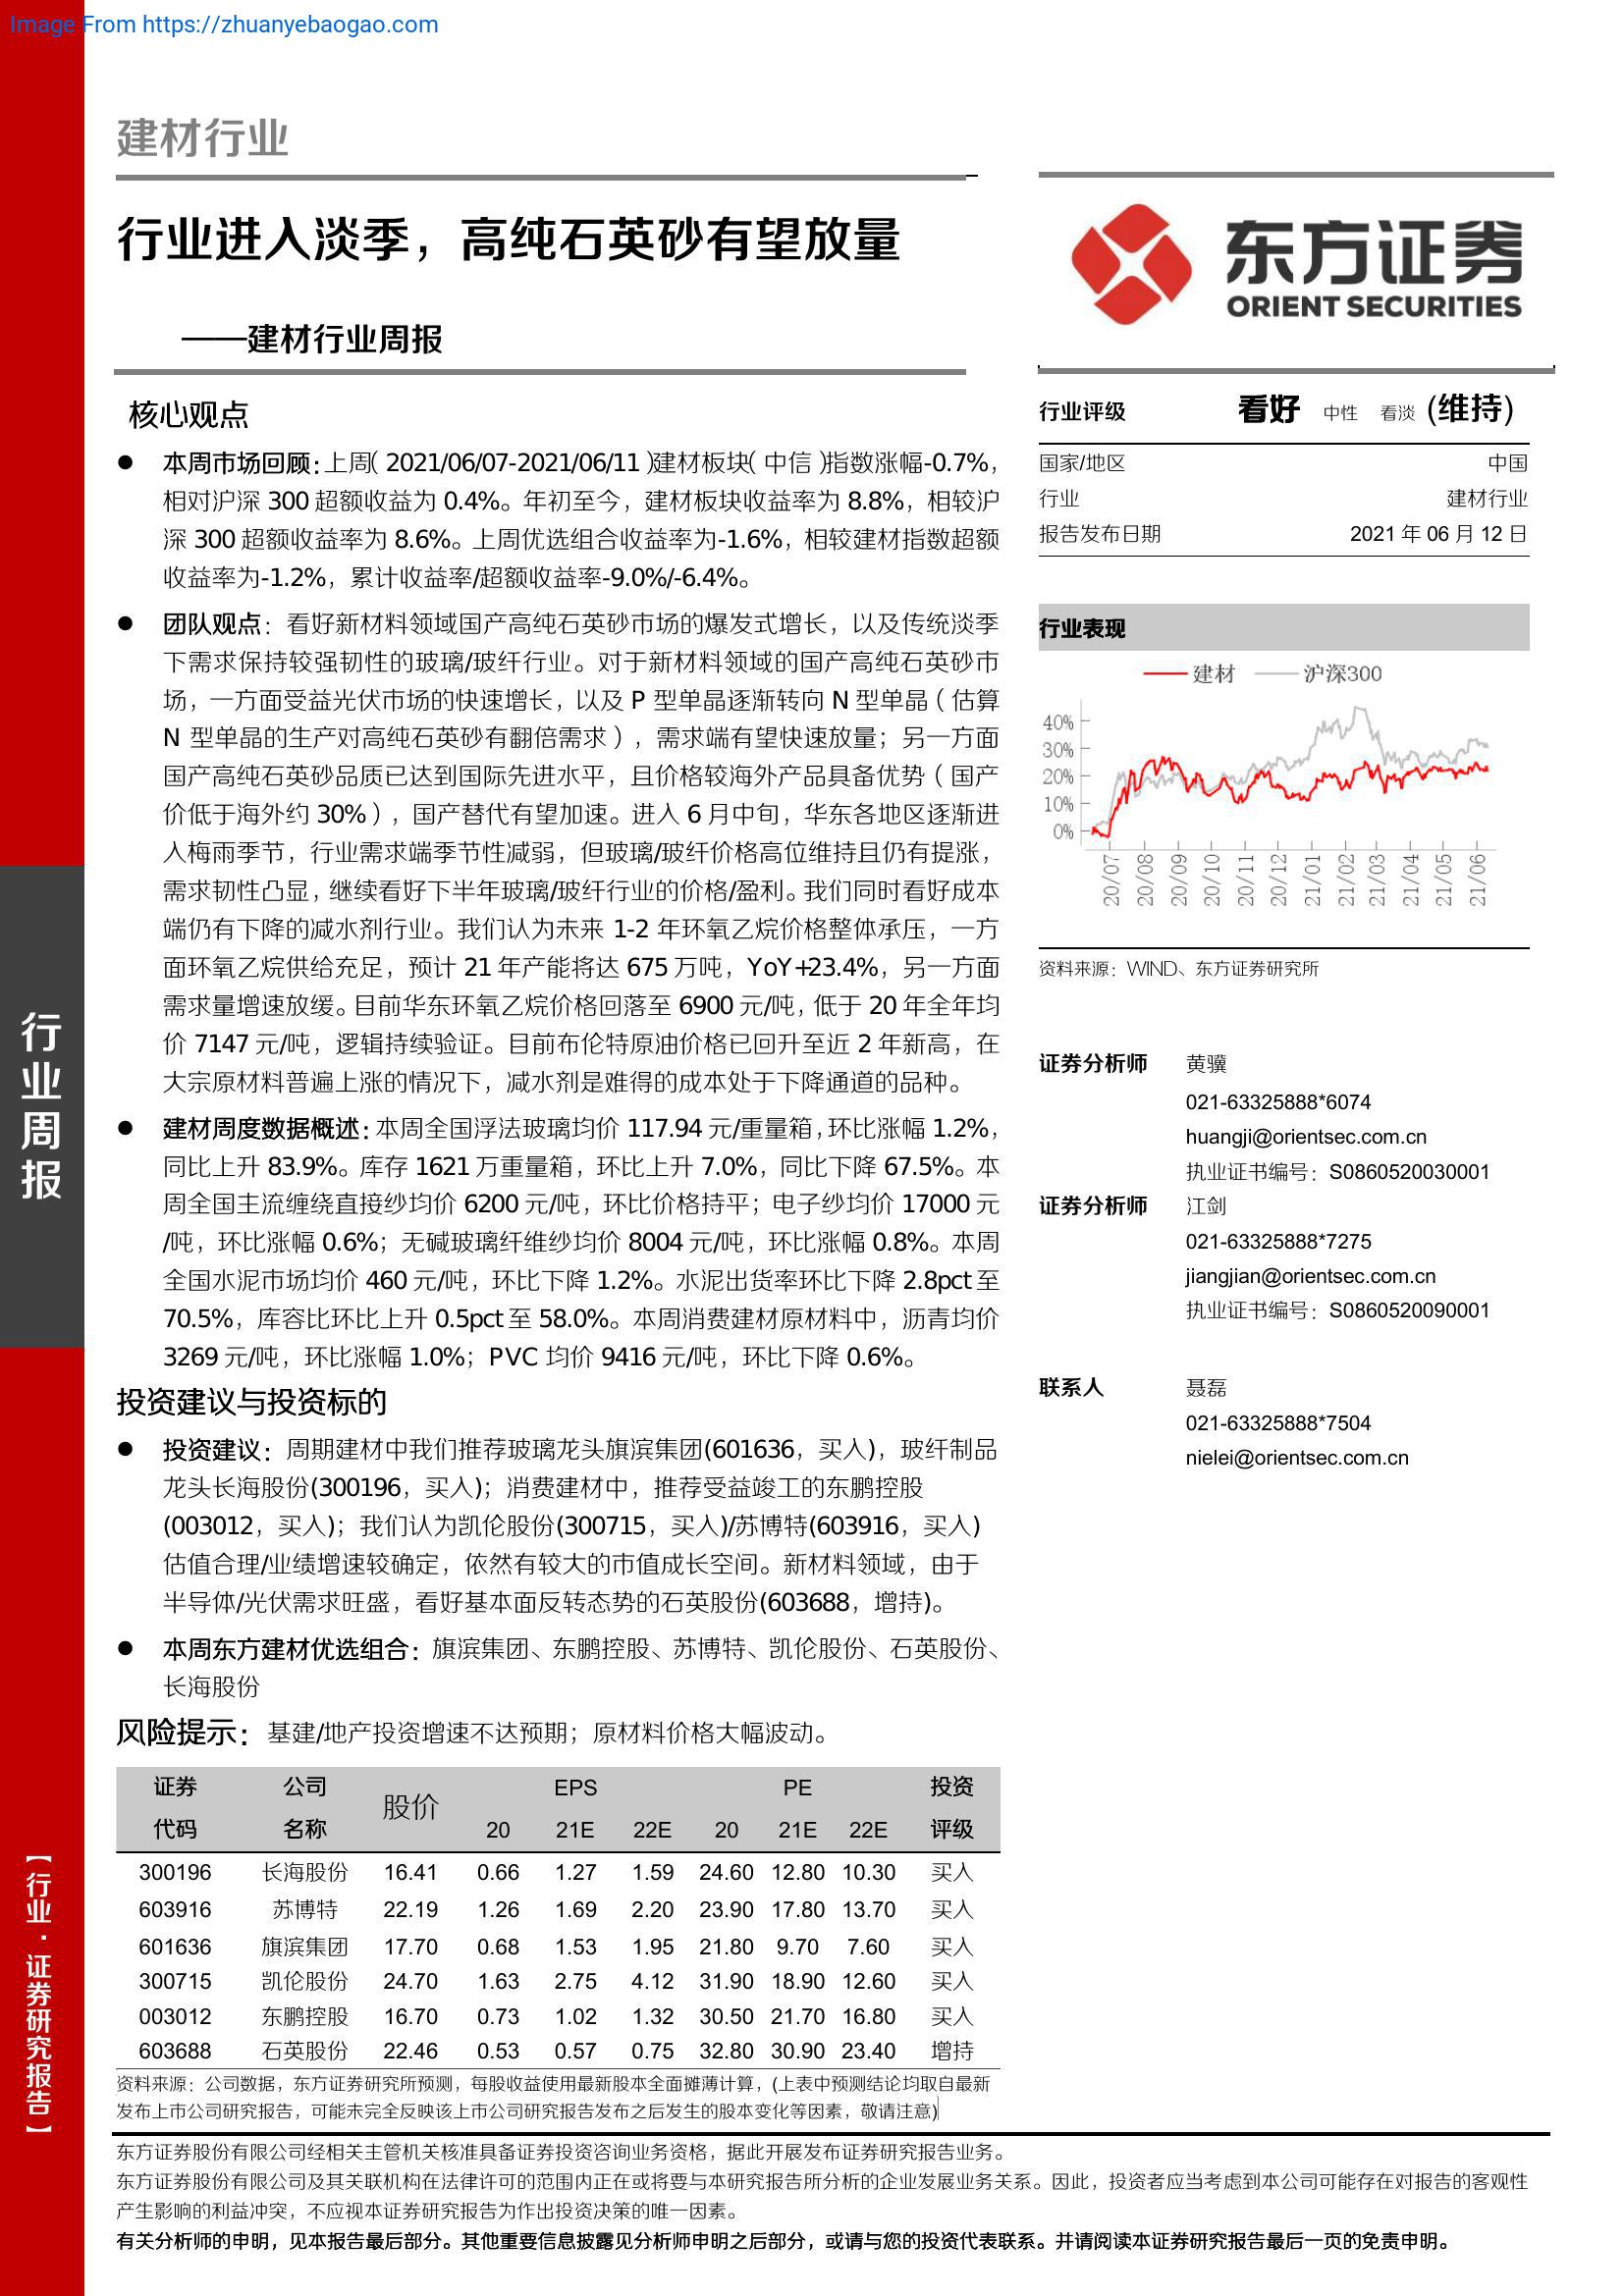 Image From https://zhuanyebaogao.com
建材行业
行业进入淡季，高纯石英砂有望放量
——建材行业周报
核心观点
● 本周市场回顾：上周（2021/06/07-2021/06/11）建材板块（中信）指数涨幅-0.7%，
相对沪深 300 超额收益为 0.4%。年初至今，建材板块收益率为 8.8%，相较沪
深 300 超额收益率为 8.6%。上周优选组合收益率为-1.6%，相较建材指数超额
收益率为-1.2%，累计收益率/超额收益率-9.0%/-6.4%。
● 团队观点：看好新材料领域国产高纯石英砂市场的爆发式增长，以及传统淡季
下需求保持较强韧性的玻璃/玻纤行业。对于新材料领域的国产高纯石英砂市
场，一方面受益光伏市场的快速增长，以及 P 型单晶逐渐转向 N 型单晶（估算
N 型单晶的生产对高纯石英砂有翻倍需求），需求端有望快速放量；另一方面
国产高纯石英砂品质已达到国际先进水平，且价格较海外产品具备优势（国产
价低于海外约 30%），国产替代有望加速。进入 6 月中旬，华东各地区逐渐进
入梅雨季节，行业需求端季节性减弱，但玻璃/玻纤价格高位维持且仍有提涨，
需求韧性凸显，继续看好下半年玻璃/玻纤行业的价格/盈利。我们同时看好成本
端仍有下降的减水剂行业。我们认为未来 1-2 年环氧乙烷价格整体承压，一方
面环氧乙烷供给充足，预计 21 年产能将达 675 万吨，YoY+23.4%，另一方面
需求量增速放缓。目前华东环氧乙烷价格回落至 6900 元/吨，低于 20 年全年均
价 7147 元/吨，逻辑持续验证。目前布伦特原油价格已回升至近 2 年新高，在
大宗原材料普遍上涨的情况下，减水剂是难得的成本处于下降通道的品种。
● 建材周度数据概述：本周全国浮法玻璃均价 117.94 元/重量箱，环比涨幅 1.2%，
同比上升 83.9%。库存 1621 万重量箱，环比上升 7.0%，同比下降 67.5%。本
周全国主流缠绕直接纱均价 6200 元/吨，环比价格持平；电子纱均价 17000 元
/吨，环比涨幅 0.6%；无碱玻璃纤维纱均价 8004 元/吨，环比涨幅 0.8%。本周
全国水泥市场均价 460 元/吨，环比下降 1.2%。水泥出货率环比下降 2.8pct 至
70.5%，库容比环比上升 0.5pct 至 58.0%。本周消费建材原材料中，沥青均价
3269 元/吨，环比涨幅 1.0%；PVC 均价 9416 元/吨，环比下降 0.6%。
投资建议与投资标的
● 投资建议：周期建材中我们推荐玻璃龙头旗滨集团(601636，买入)，玻纤制品
龙头长海股份(300196，买入)；消费建材中，推荐受益竣工的东鹏控股
(003012，买入)；我们认为凯伦股份(300715，买入)/苏博特(603916，买入)
估值合理/业绩增速较确定，依然有较大的市值成长空间。新材料领域，由于
半导体/光伏需求旺盛，看好基本面反转态势的石英股份(603688，增持)。
● 本周东方建材优选组合：旗滨集团、东鹏控股、苏博特、凯伦股份、石英股份、
长海股份
风险提示：基建/地产投资增速不达预期；原材料价格大幅波动。
证券 公司 股价 EPS PE 投资
代码 名称 20 21E 22E 20 21E 22E 评级
300196 长海股份 16.41 0.66 1.27 1.59 24.60 12.80 10.30 买入
603916 苏博特 22.19 1.26 1.69 2.20 23.90 17.80 13.70 买入
601636 旗滨集团 17.70 0.68 1.53 1.95 21.80 9.70 7.60 买入
300715 凯伦股份 24.70 1.63 2.75 4.12 31.90 18.90 12.60 买入
003012 东鹏控股 16.70 0.73 1.02 1.32 30.50 21.70 16.80 买入
603688 石英股份 22.46 0.53 0.57 0.75 32.80 30.90 23.40 增持
资料来源：公司数据，东方证券研究所预测，每股收益使用最新股本全面摊薄计算，(上表中预测结论均取自最新
发布上市公司研究报告，可能未完全反映该上市公司研究报告发布之后发生的股本变化等因素，敬请注意)
东方证券
ORIENT SECURITIES
行业评级 看好 中性 看淡 (维持)
国家/地区 中国
行业 建材行业
报告发布日期 2021 年 06 月 12 日
行业表现
建材 沪深300
40%
30%
20%
10%
0%
20/07 20/08 20/09 20/10 20/11 20/12 21/01 21/02 21/03 21/04 21/05 21/06
资料来源：WIND、东方证券研究所
证券分析师 黄骥
021-63325888*6074
huangji@orientsec.com.cn
执业证书编号：S0860520030001
证券分析师 江剑
021-63325888*7275
jiangjian@orientsec.com.cn
执业证书编号：S0860520090001
联系人 聂磊
021-63325888*7504
nielei@orientsec.com.cn
行业周报
【行业·证券研究报告】
东方证券股份有限公司经相关主管机关核准具备证券投资咨询业务资格，据此开展发布证券研究报告业务。
东方证券股份有限公司及其关联机构在法律许可的范围内正在或将要与本研究报告所分析的企业发展业务关系。因此，投资者应当考虑到本公司可能存在对报告的客观性
产生影响的利益冲突，不应视本证券研究报告为作出投资决策的唯一因素。
有关分析师的申明，见本报告最后部分。其他重要信息披露见分析师申明之后部分，或请与您的投资代表联系。并请阅读本证券研究报告最后一页的免责申明。